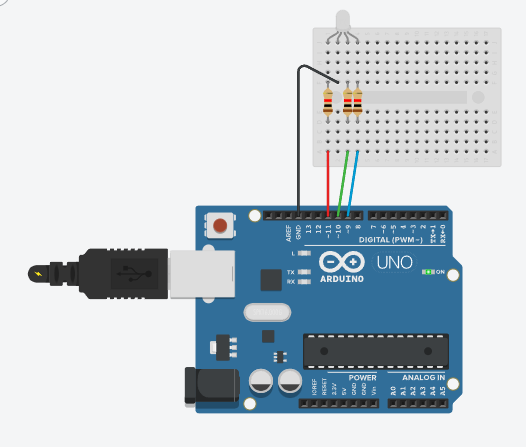 AREF
GND
13
12
~11
~10
~9
8
7
~6
~5
4
~3
2
TX→1
RX←0
DIGITAL (PWM~)
L
TX
RX
ARDUINO
UNO
ON
POWER
ANALOG IN
IOREF
RESET
3.3V
5V
GND
GND
Vin
A0
A1
A2
A3
A4
A5